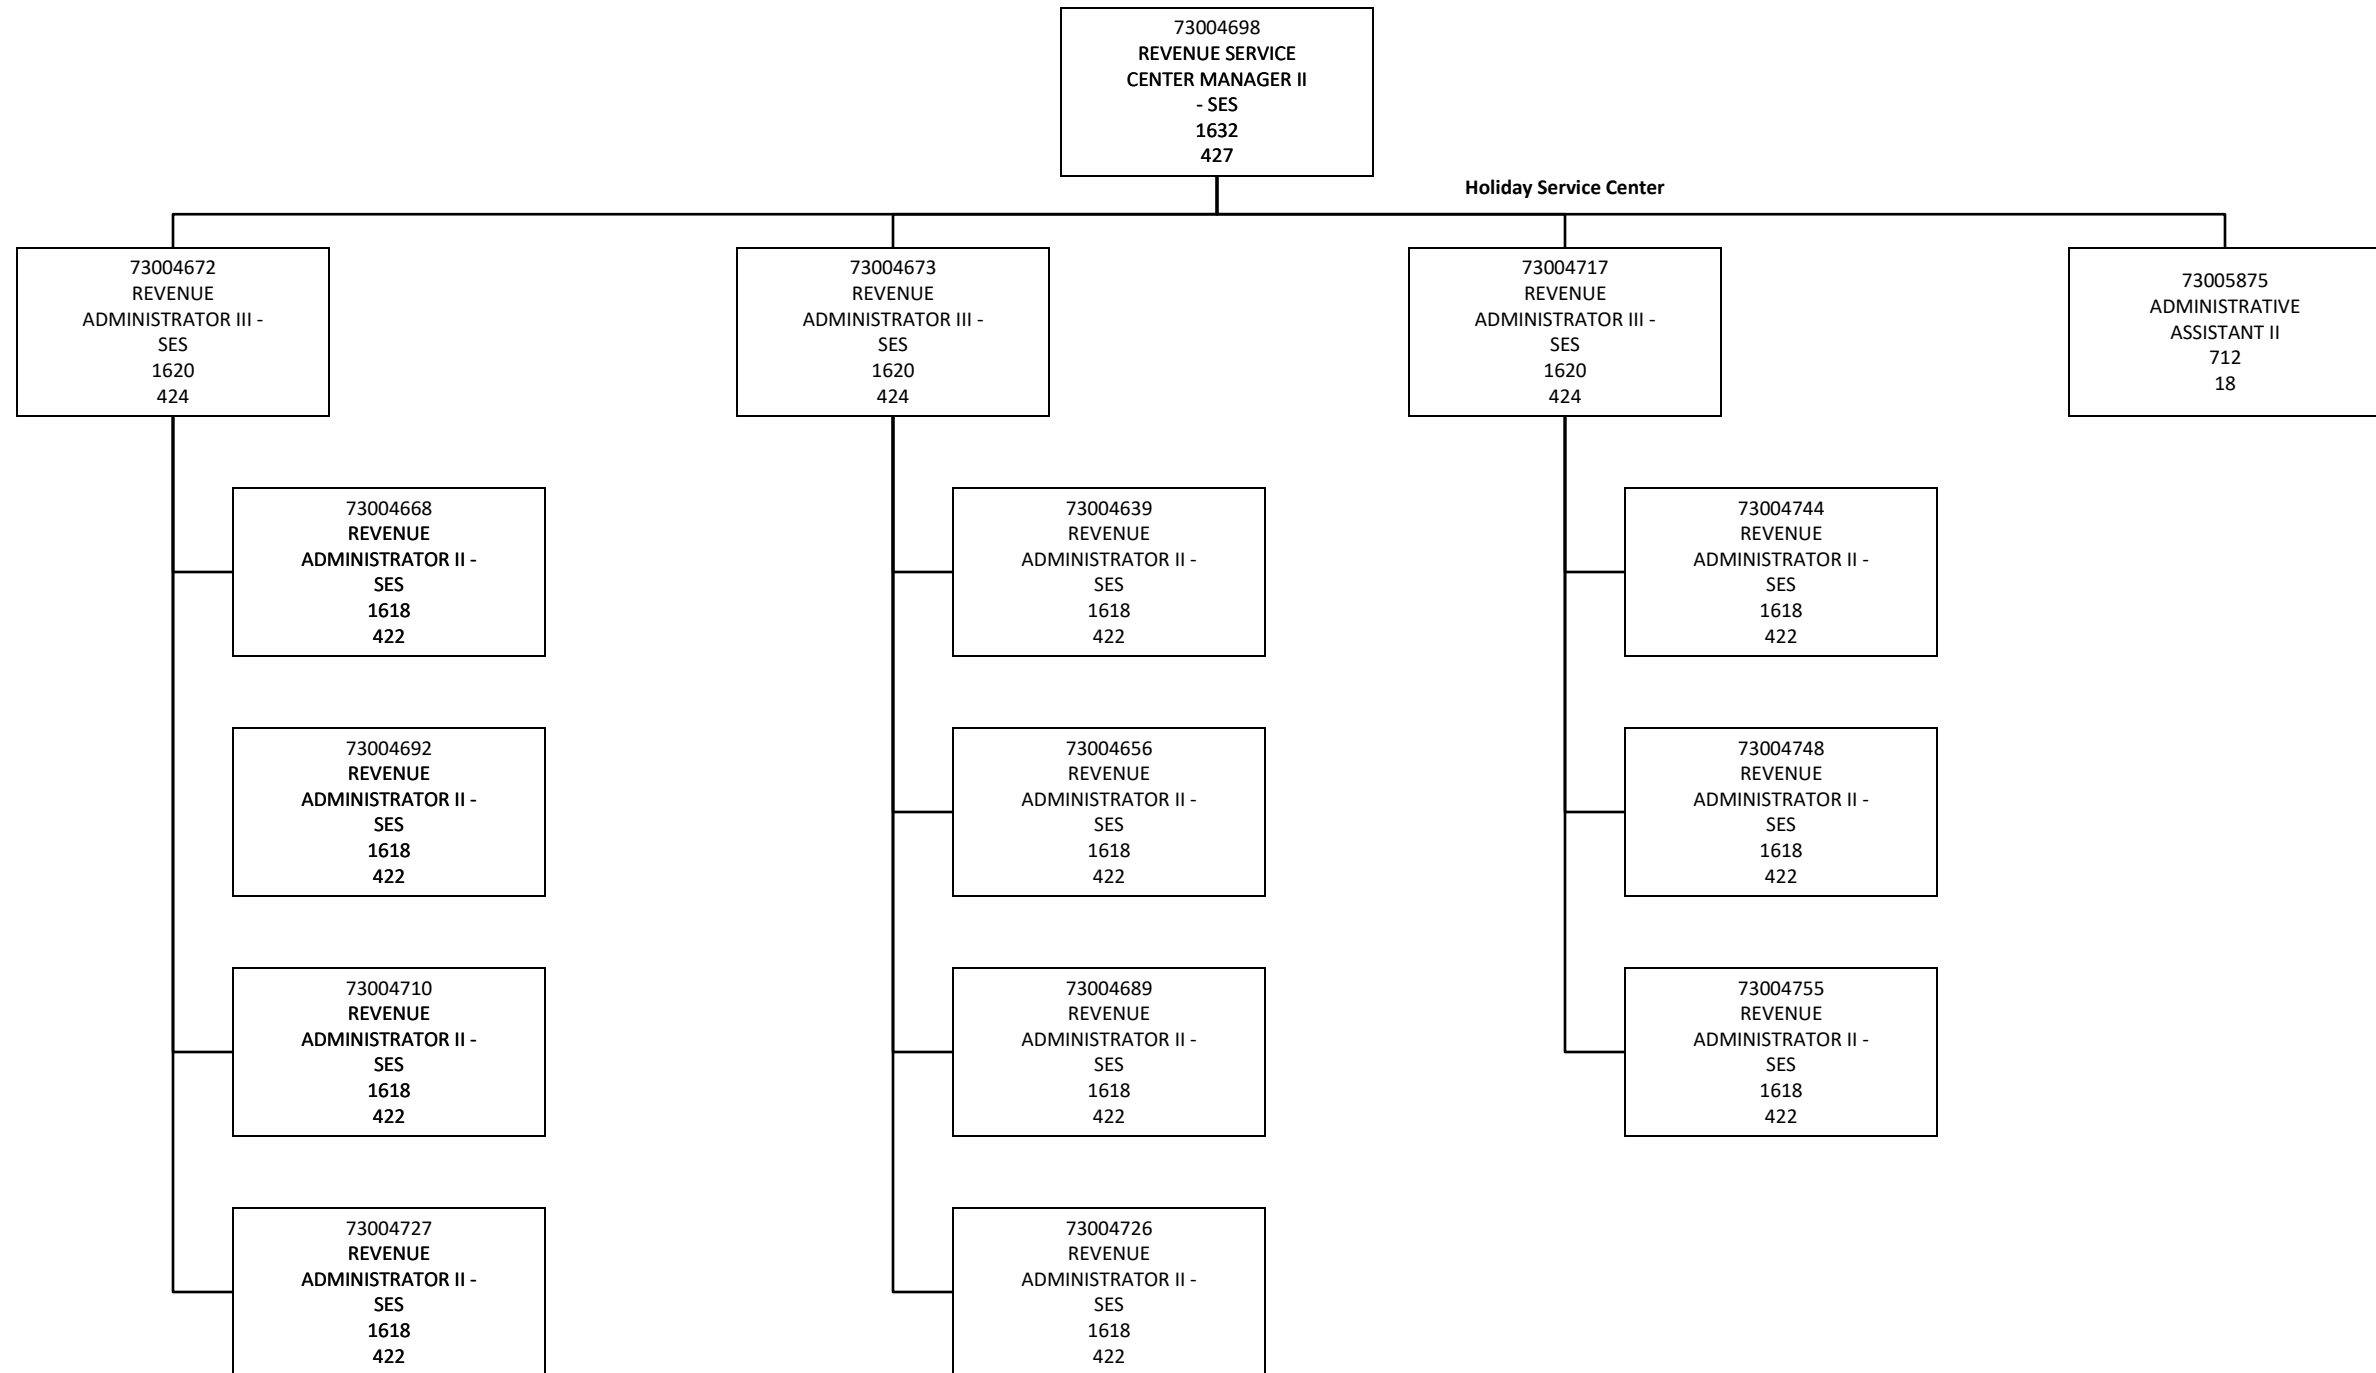 73004698
REVENUE SERVICE
CENTER MANAGER II
- SES
1632
427
Holiday Service Center
73004672
REVENUE
ADMINISTRATOR III -
SES
1620
424
73004673
REVENUE
ADMINISTRATOR III -
SES
1620
424
73004717
REVENUE
ADMINISTRATOR III -
SES
1620
424
73005875
ADMINISTRATIVE
ASSISTANT II
712
18
73004668
REVENUE
ADMINISTRATOR II -
SES
1618
422
73004639
REVENUE
ADMINISTRATOR II -
SES
1618
422
73004744
REVENUE
ADMINISTRATOR II -
SES
1618
422
73004692
REVENUE
ADMINISTRATOR II -
SES
1618
422
73004656
REVENUE
ADMINISTRATOR II -
SES
1618
422
73004748
REVENUE
ADMINISTRATOR II -
SES
1618
422
73004710
REVENUE
ADMINISTRATOR II -
SES
1618
422
73004689
REVENUE
ADMINISTRATOR II -
SES
1618
422
73004755
REVENUE
ADMINISTRATOR II -
SES
1618
422
73004727
REVENUE
ADMINISTRATOR II -
SES
1618
422
73004726
REVENUE
ADMINISTRATOR II -
SES
1618
422